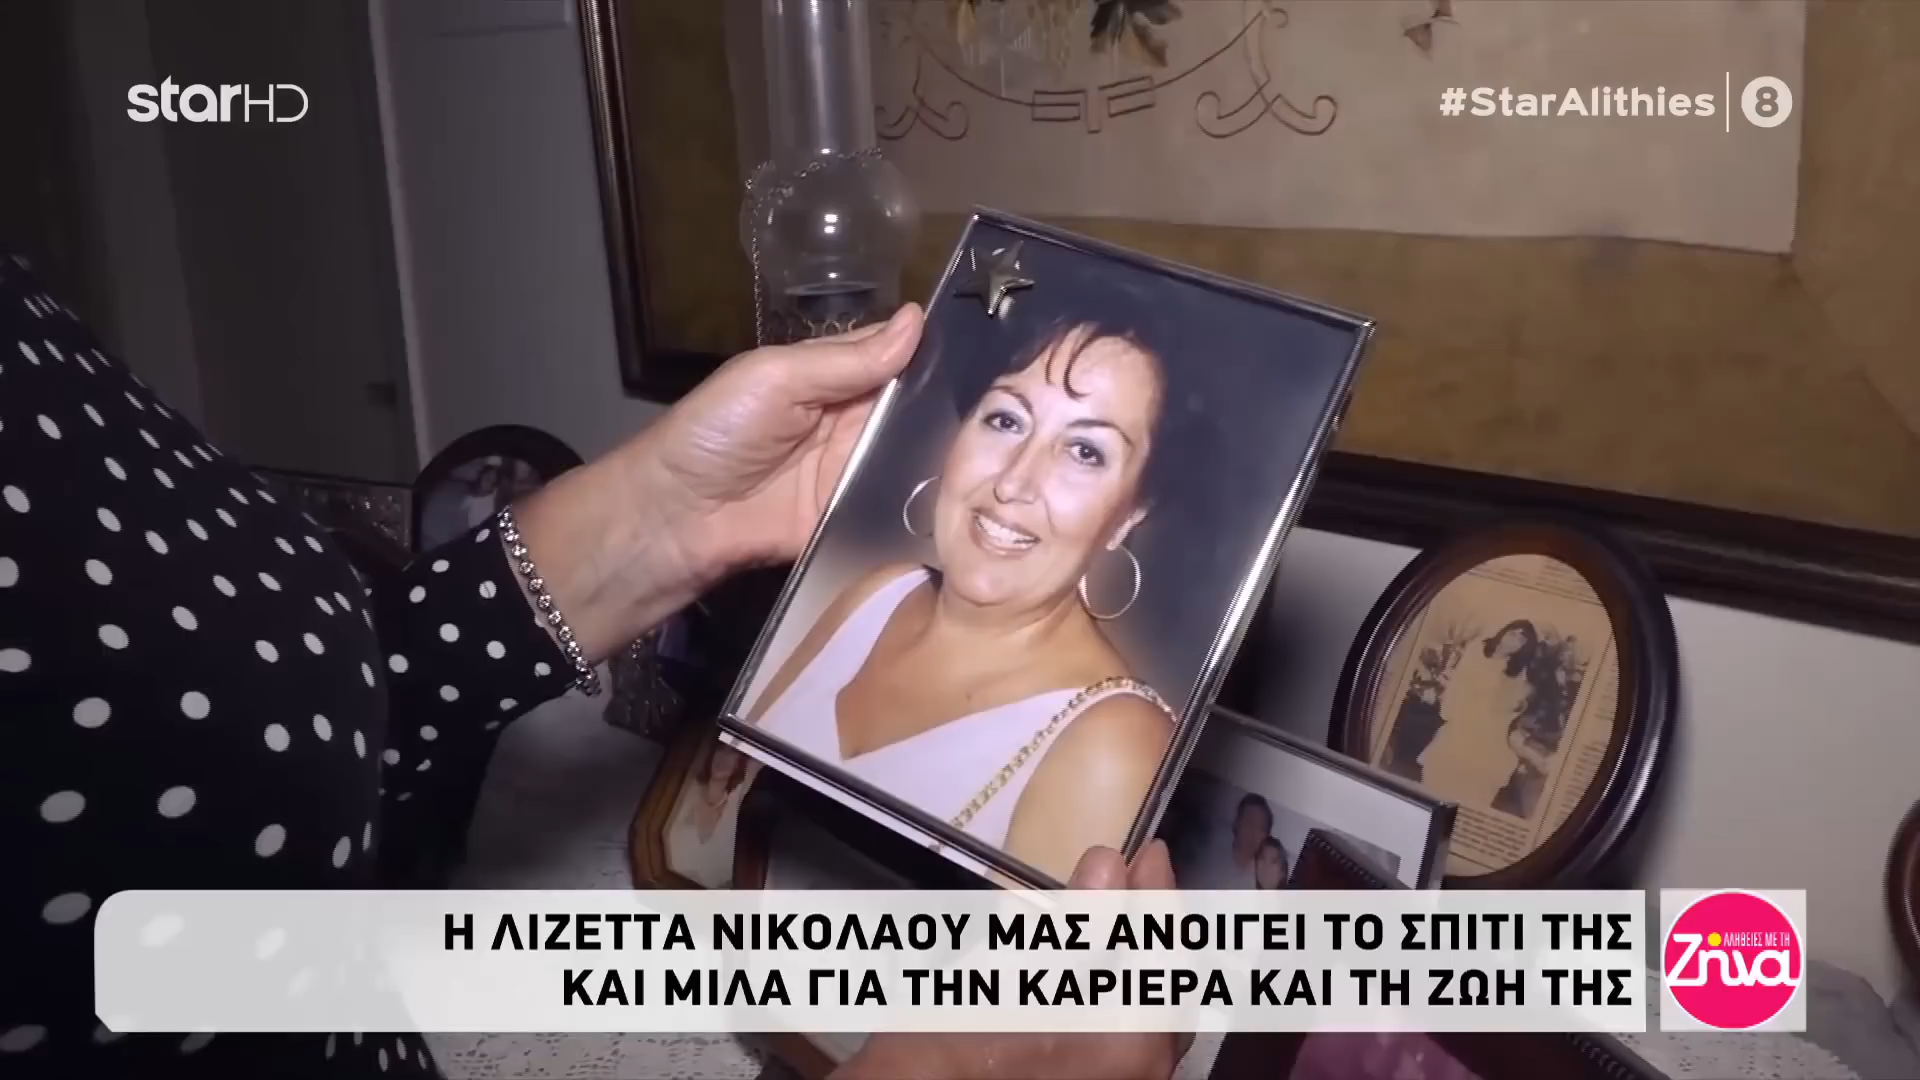 starHD
#StarAlithies | 8
Η ΛΙΖΕΤΤΑ ΝΙΚΟΛΑΟΥ ΜΑΣ ΑΝΟΙΓΕΙ ΤΟ ΣΠΙΤΙ ΤΗΣ
ΚΑΙ ΜΙΛΑ ΓΙΑ ΤΗΝ ΚΑΡΙΕΡΑ ΚΑΙ ΤΗ ΖΩΗ ΤΗΣ
ΑΛΗΘΕΙΕΣ ΜΕ ΤΗ
Ζήνα